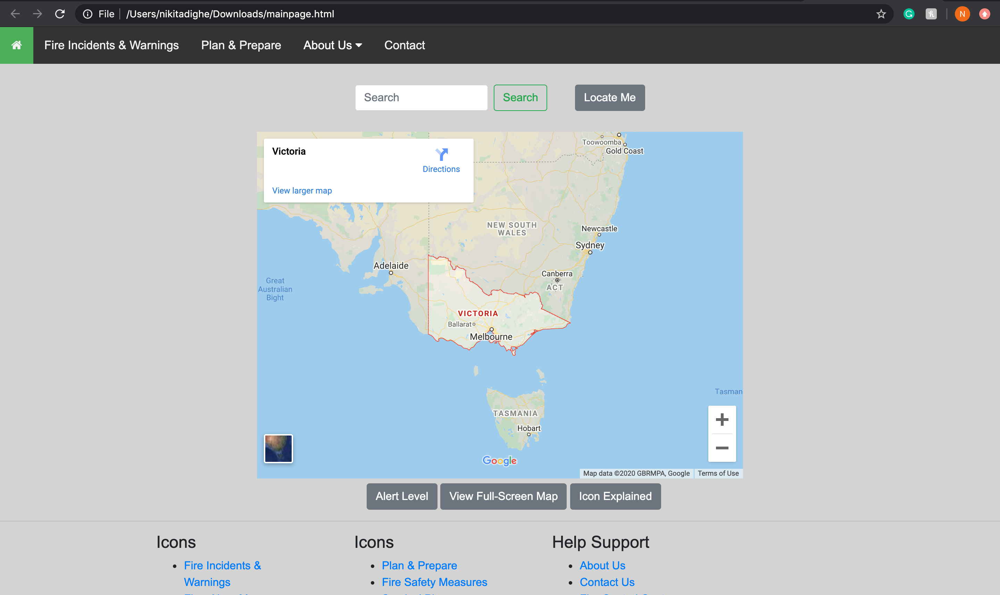 File /Users/nikitadighe/Downloads/mainpage.html
N
Fire Incidents & Warnings Plan & Prepare About Us Contact
Search Search Locate Me
Victoria
Directions
View larger map
Toowoomba
Gold Coast
NEW SOUTH
WALES
Newcastle
Sydney
Adelaide
Canberra
ACT
Great
Australian
Bight
VICTORIA
Ballarat
Melbourne
Tasman
TASMANIA
Hobart
Google
Map data ©2020 GBRMPA, Google Terms of Use
Alert Level View Full-Screen Map Icon Explained
Icons
Fire Incidents &
Warnings
Icons
Plan & Prepare
Fire Safety Measures
Help Support
About Us
Contact Us